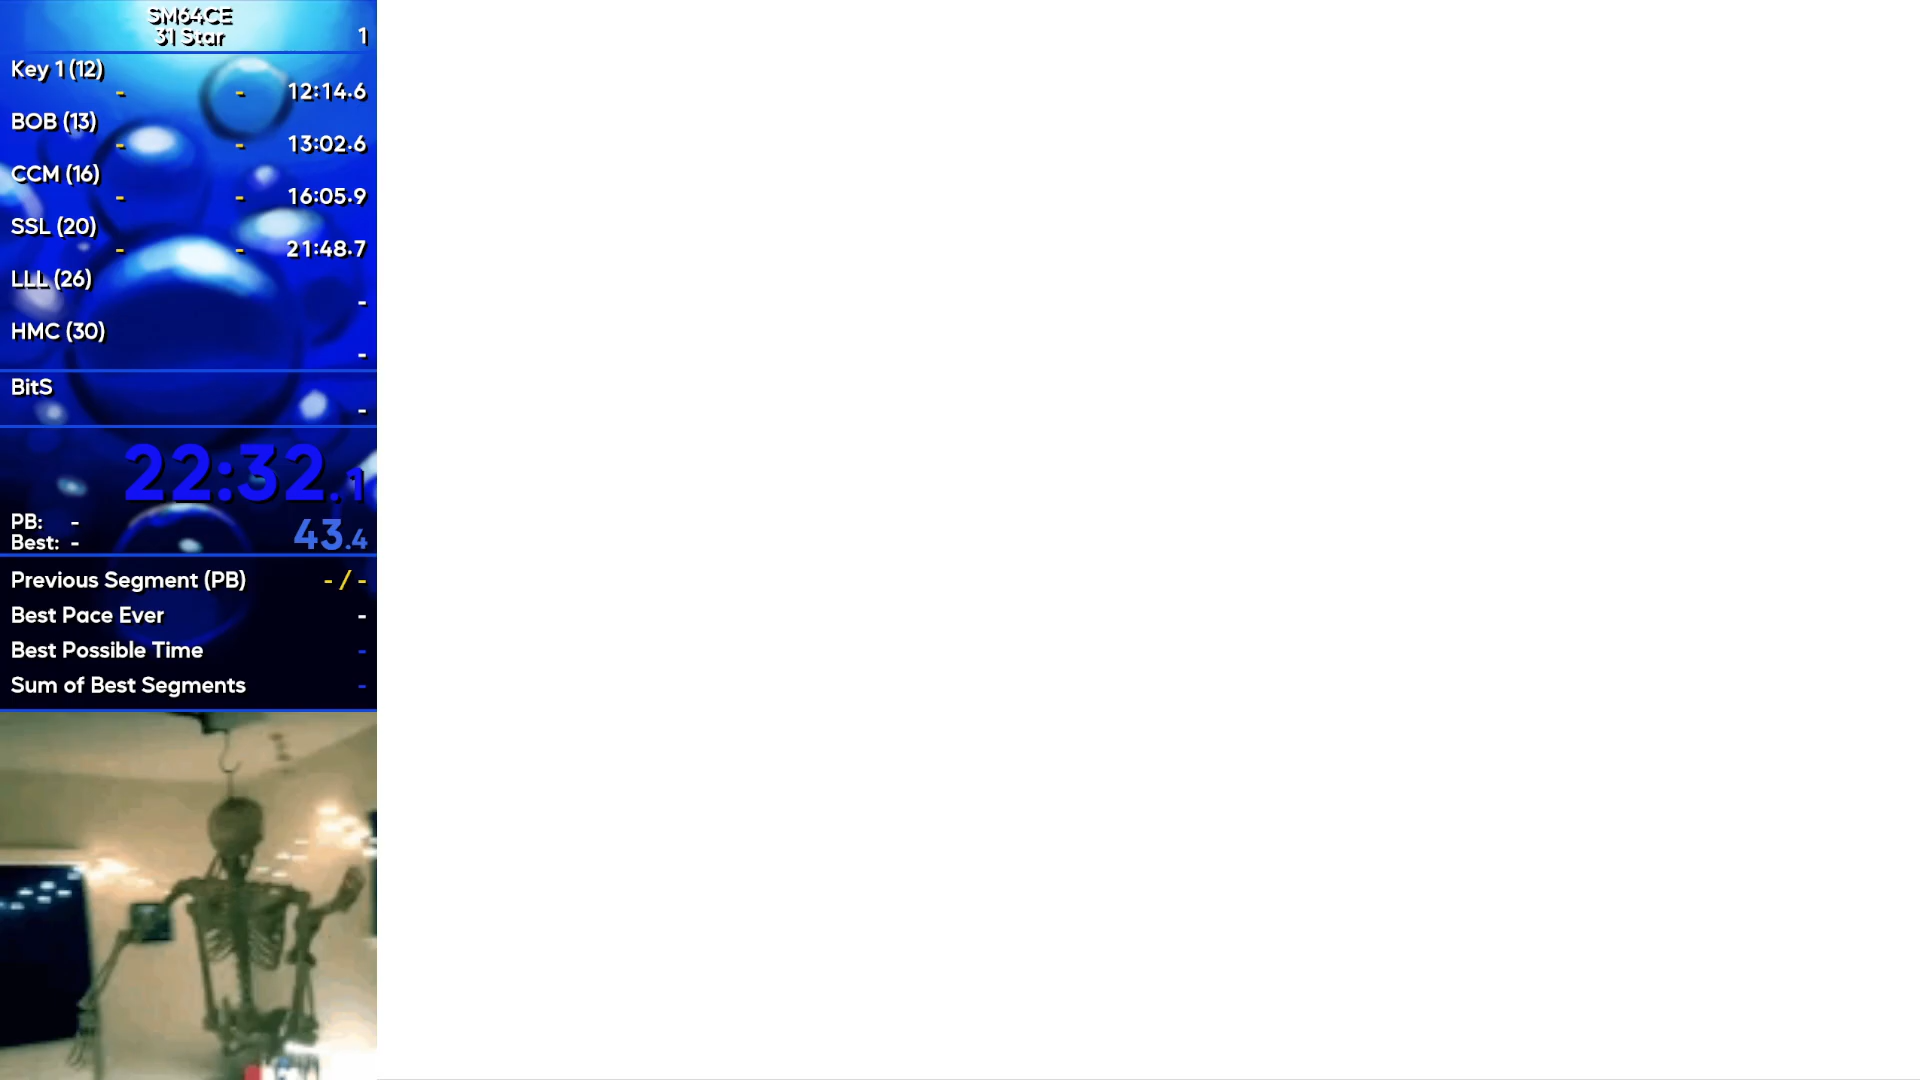 SM64CE
31 Star 1
Key 1 (12)
- - 12:14.6
BOB (13)
- - 13:02.6
CCM (16)
- - 16:05.9
SSL (20)
- - 21:48.7
LLL (26)
-
HMC (30)
-
BitS
-
22:32.1
PB: - 43.4
Best: -
Previous Segment (PB) - / -
Best Pace Ever -
Best Possible Time -
Sum of Best Segments -